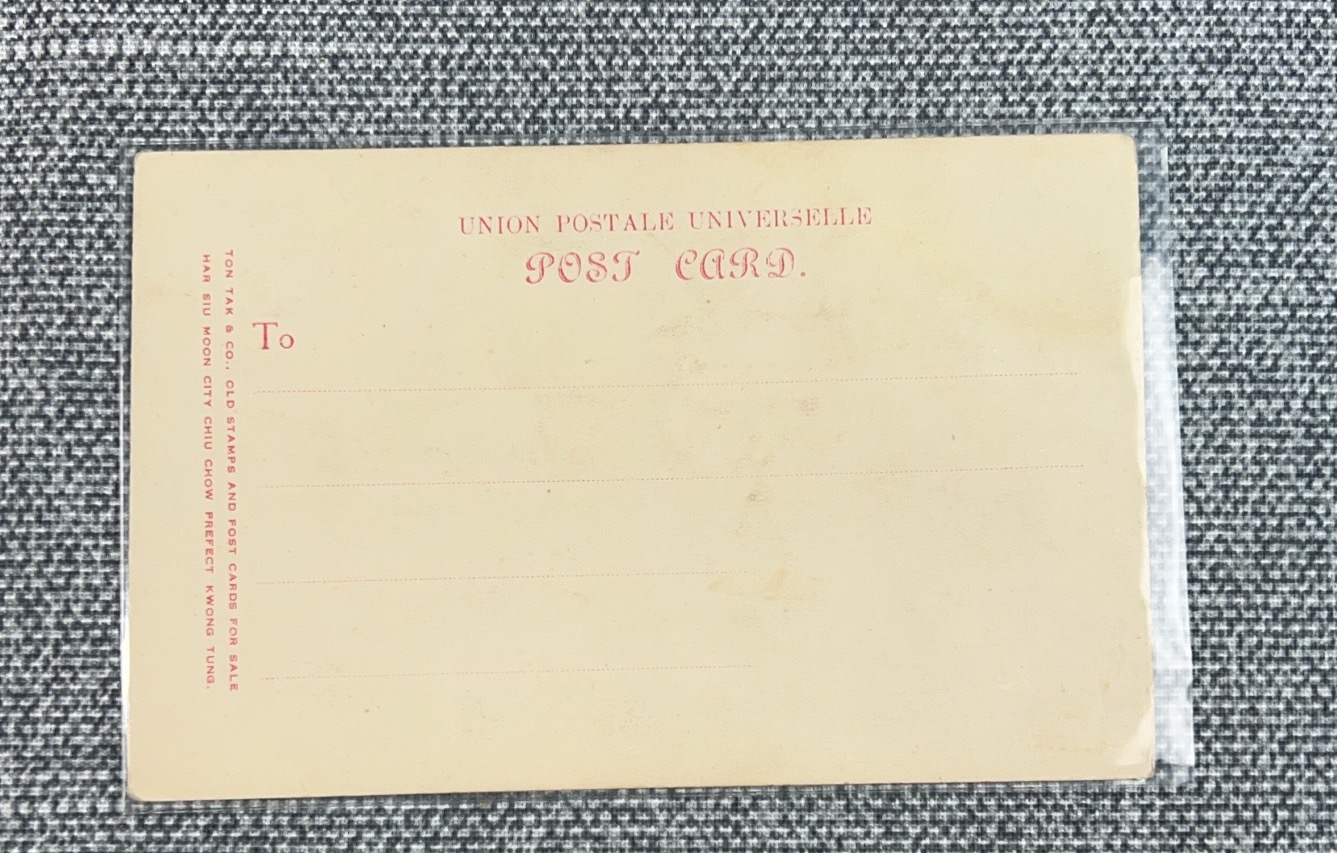 UNION POSTALE UNIVERSELLE
POST CARD.
To
TON TAK & CO., OLD STAMPS AND POST CARDS FOR SALE
HAR SIU MOON CITY CHIU CHOW PREFECT KWONG TUNG.